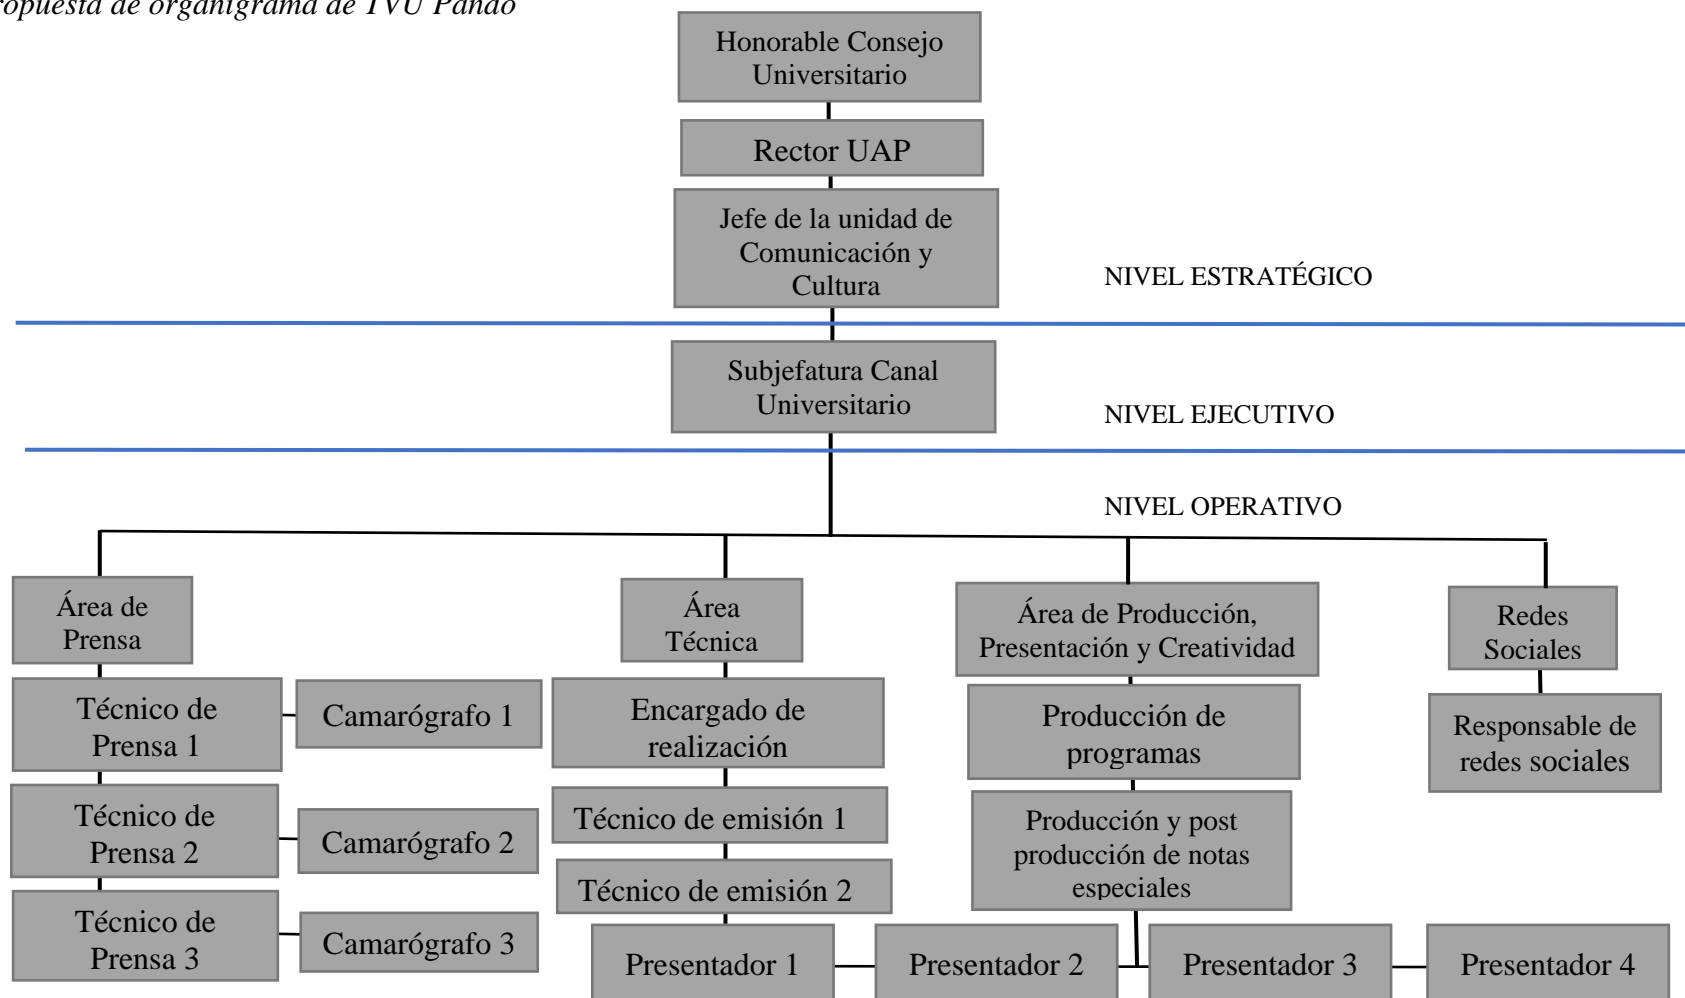 ropuesta de organigrama de TVU Pando
Honorable Consejo
Universitario
Rector UAP
Jefe de la unidad de
Comunicación y
Cultura
NIVEL ESTRATÉGICO
Subjefatura Canal
Universitario
NIVEL EJECUTIVO
NIVEL OPERATIVO
Área de
Prensa
Área
Técnica
Área de Producción,
Presentación y Creatividad
Redes
Sociales
Técnico de
Prensa 1
Camarógrafo 1
Encargado de
realización
Producción de
programas
Responsable de
redes sociales
Técnico de
Prensa 2
Camarógrafo 2
Técnico de emisión 1
Producción y post
producción de notas
especiales
Técnico de emisión 2
Técnico de
Prensa 3
Camarógrafo 3
Presentador 1
Presentador 2
Presentador 3
Presentador 4